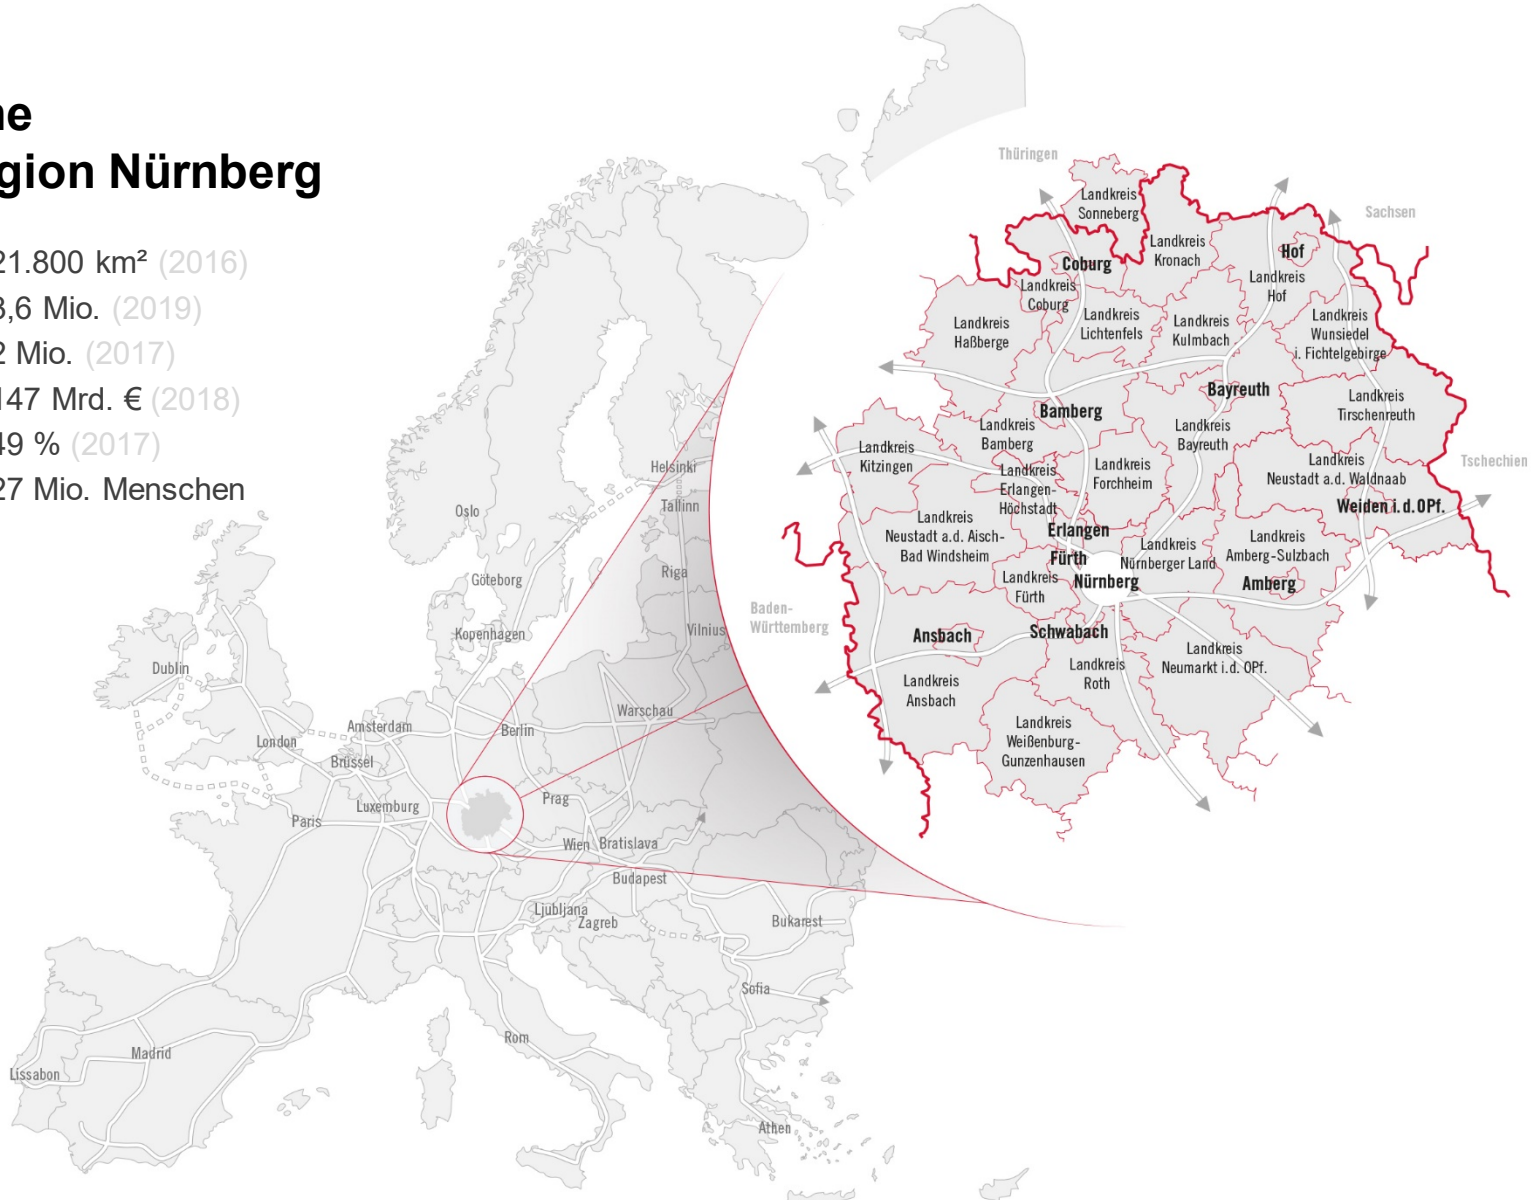 ne
gion Nürnberg
21.800 km² (2016)
3,6 Mio. (2019)
2 Mio. (2017)
147 Mrd. € (2018)
49 % (2017)
27 Mio. Menschen
Thüringen
Sachsen
Tschechien
Baden-
Württemberg
Landkreis
Sonneberg
Landkreis
Kronach
Coburg
Landkreis
Coburg
Hof
Landkreis
Hof
Landkreis
Haßberge
Landkreis
Lichtenfels
Landkreis
Kulmbach
Landkreis
Wunsiedel
i. Fichtelgebirge
Bayreuth
Landkreis
Tirschenreuth
Bamberg
Landkreis
Bamberg
Landkreis
Bayreuth
Landkreis
Kitzingen
Landkreis
Erlangen-
Höchstadt
Landkreis
Forchheim
Landkreis
Neustadt a.d. Waldnaab
Weiden i.d.OPf.
Landkreis
Neustadt a.d. Aisch-
Bad Windsheim
Erlangen
Fürth
Nürnberg
Landkreis
Nürnberger Land
Landkreis
Amberg-Sulzbach
Amberg
Landkreis
Fürth
Ansbach
Schwabach
Landkreis
Ansbach
Landkreis
Roth
Landkreis
Neumarkt i.d. OPf.
Landkreis
Weißenburg-
Gunzenhausen
Helsinki
Tallinn
Oslo
Göteborg
Riga
Kopenhagen
Vilnius
Dublin
Amsterdam
Berlin
Warschau
London
Brüssel
Luxemburg
Prag
Paris
Wien
Bratislava
Budapest
Ljubljana
Zagreb
Bukarest
Sofia
Rom
Madrid
Lissabon
Athen